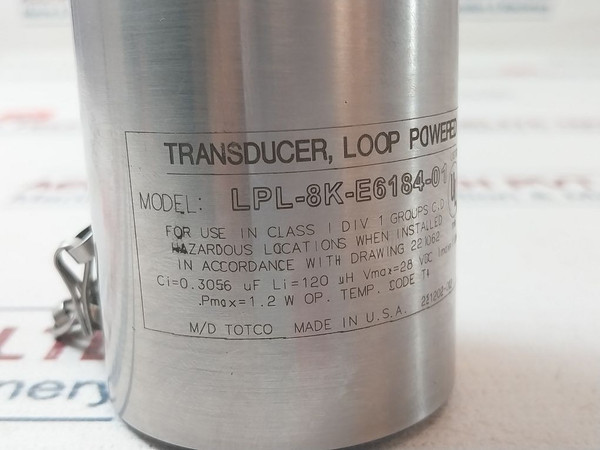 TRANSDUCER, LOOP POWERED
MODEL: LPL-8K-E6184-01
FOR USE IN CLASS I DIV 1 GROUPS C,D
HAZARDOUS LOCATIONS WHEN INSTALLED
IN ACCORDANCE WITH DRAWING 221062
Ci=0.3056 uF Li=120 µH Vmax=28 VDC
Pmax=1.2 W OP. TEMP. CODE T4
M/D TOTCO MADE IN U.S.A.